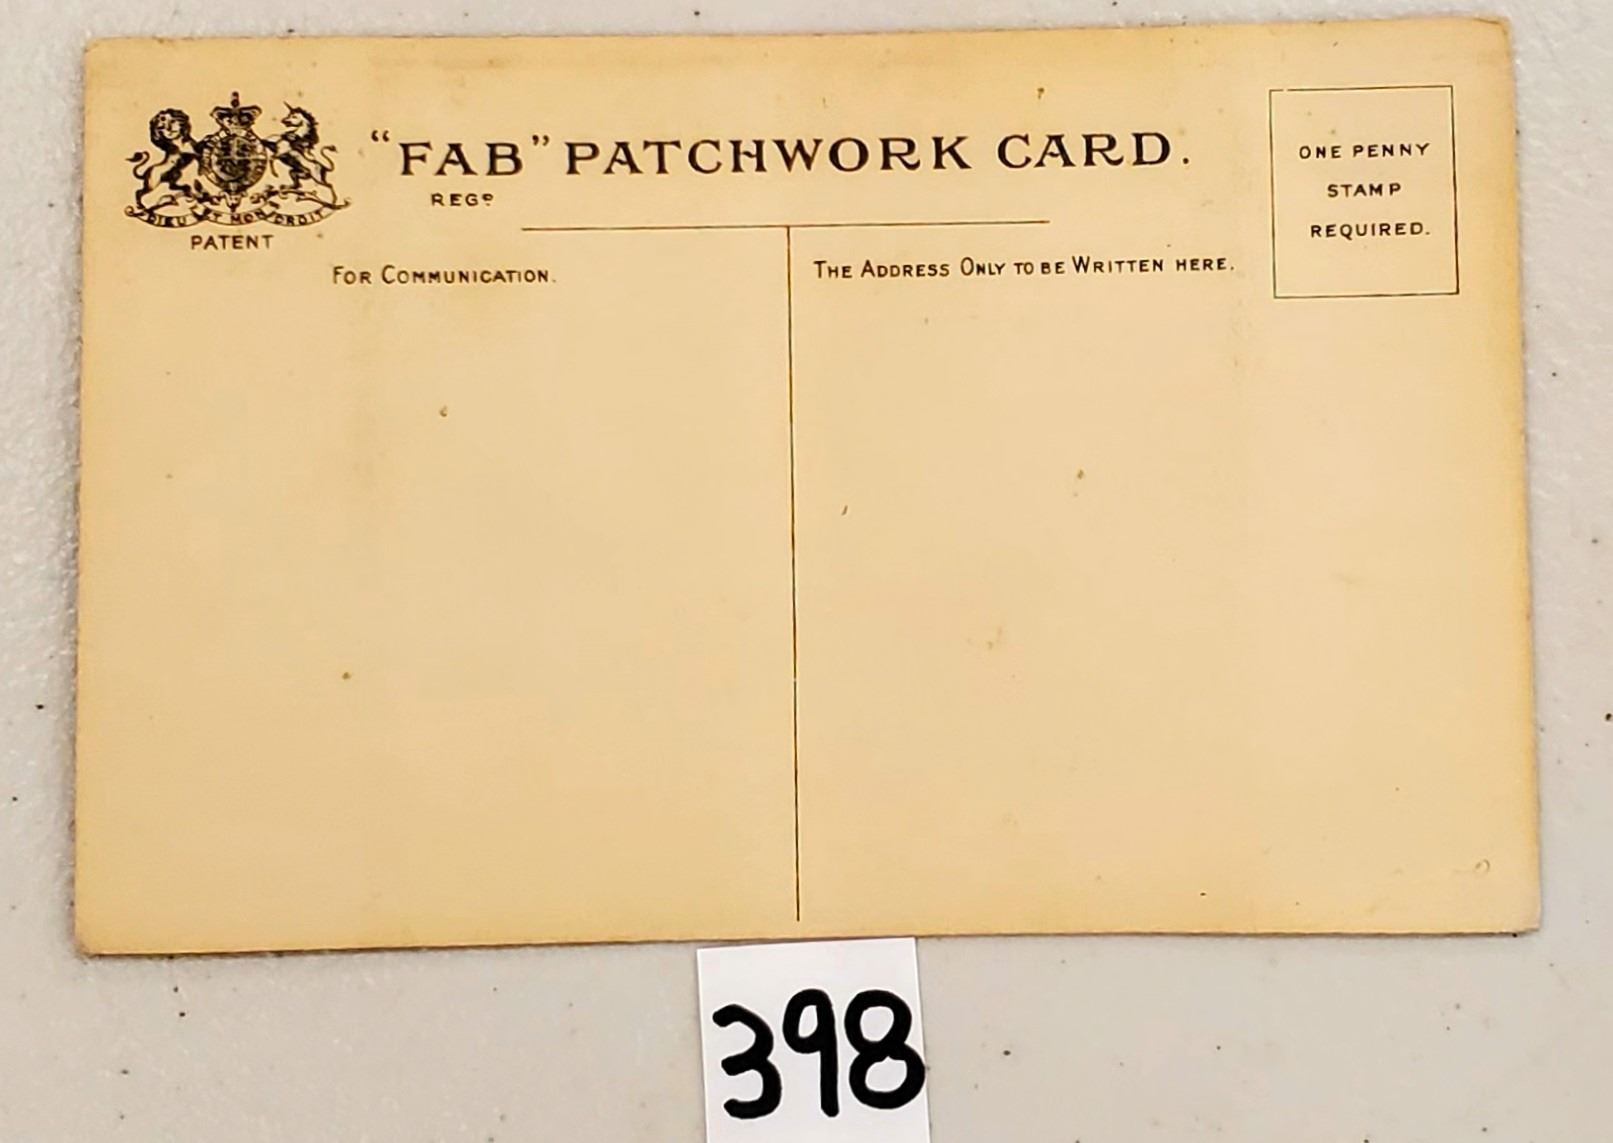 "FAB" PATCHWORK CARD.
REGD
DIEU ET MON DROIT
PATENT
FOR COMMUNICATION.
THE ADDRESS ONLY TO BE WRITTEN HERE.
ONE PENNY
STAMP
REQUIRED.
398